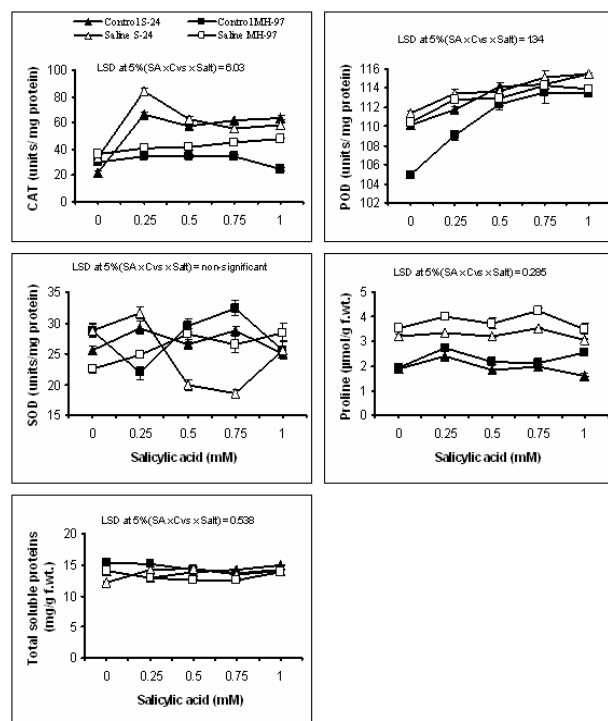 Control S-24 Control MH-97
Saline S-24 Saline MH-97
LSD at 5% (SA x Cvs x Salt) = 6.03
CAT (units/ mg protein)
100
80
60
40
20
0
0 0.25 0.5 0.75 1
LSD at 5% (SA x Cvs x Salt) = 1.34
POD (units/ mg protein)
116
114
112
110
108
106
104
102
0 0.25 0.5 0.75 1
LSD at 5% (SA x Cvs x Salt) = non-significant
SOD (units/mg protein)
35
30
25
20
15
0 0.25 0.5 0.75 1
Salicylic acid (mM)
LSD at 5% (SA x Cvs x Salt) = 0.285
Proline (µmol/g f.wt.)
5
4
3
2
1
0
0 0.25 0.5 0.75 1
Salicylic acid (mM)
LSD at 5% (SA x Cvs x Salt) = 0.538
Total soluble proteins
(mg/g f.wt.)
20
15
10
5
0
0 0.25 0.5 0.75 1
Salicylic acid (mM)